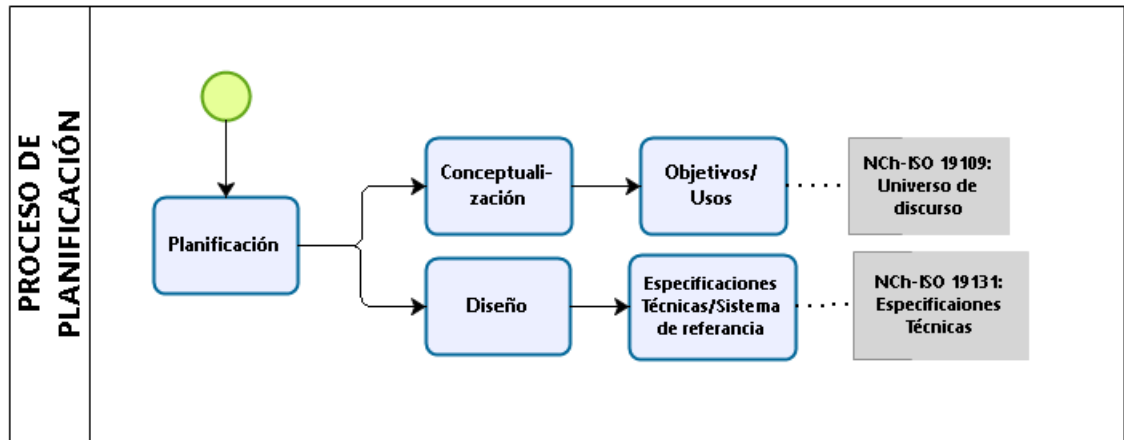 PROCESO DE
PLANIFICACIÓN
Planificación
Conceptuali-
zación
Objetivos/
Usos
NCh-ISO 19109:
Universo de
discurso
Diseño
Especificaciones
Técnicas/Sistema
de referancia
NCh-ISO 19131:
Especificaiones
Técnicas